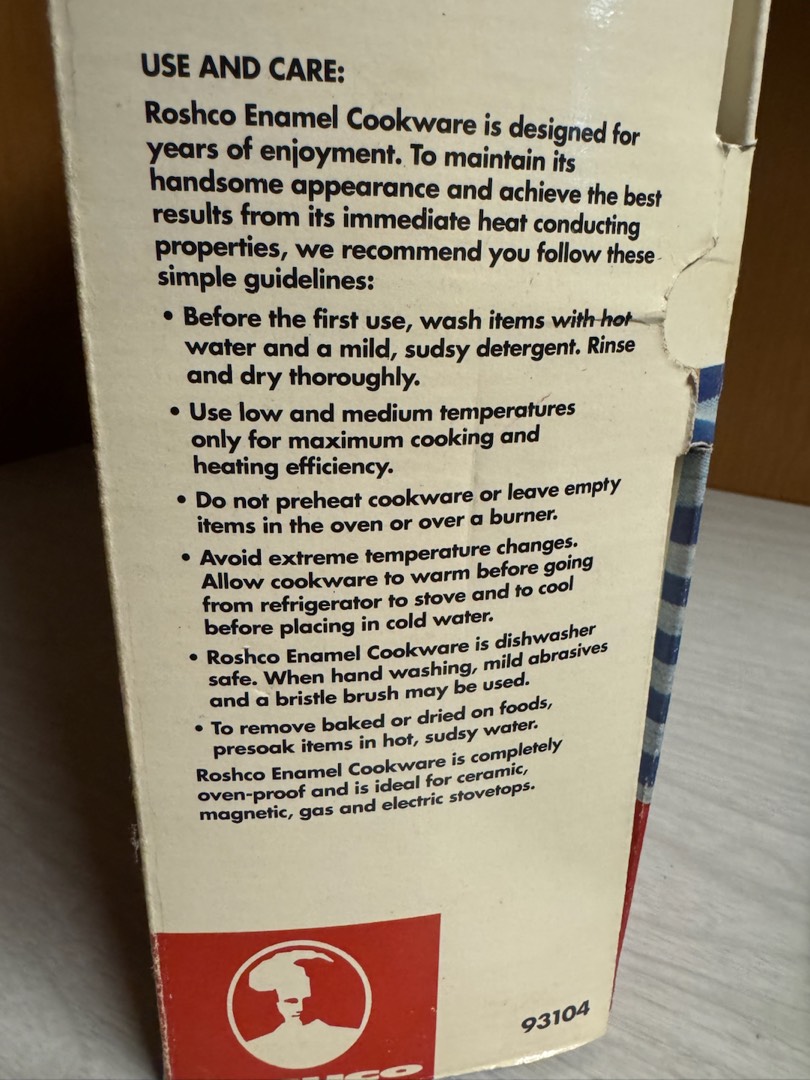 USE AND CARE:
Roshco Enamel Cookware is designed for
years of enjoyment. To maintain its
handsome appearance and achieve the best
results from its immediate heat conducting
properties, we recommend you follow these
simple guidelines:
• Before the first use, wash items with hot
water and a mild, sudsy detergent. Rinse
and dry thoroughly.
• Use low and medium temperatures
only for maximum cooking and
heating efficiency.
• Do not preheat cookware or leave empty
items in the oven or over a burner.
• Avoid extreme temperature changes.
Allow cookware to warm before going
from refrigerator to stove and to cool
before placing in cold water.
• Roshco Enamel Cookware is dishwasher
safe. When hand washing, mild abrasives
and a bristle brush may be used.
• To remove baked or dried on foods,
presoak items in hot, sudsy water.
Roshco Enamel Cookware is completely
oven-proof and is ideal for ceramic,
magnetic, gas and electric stovetops.
93104